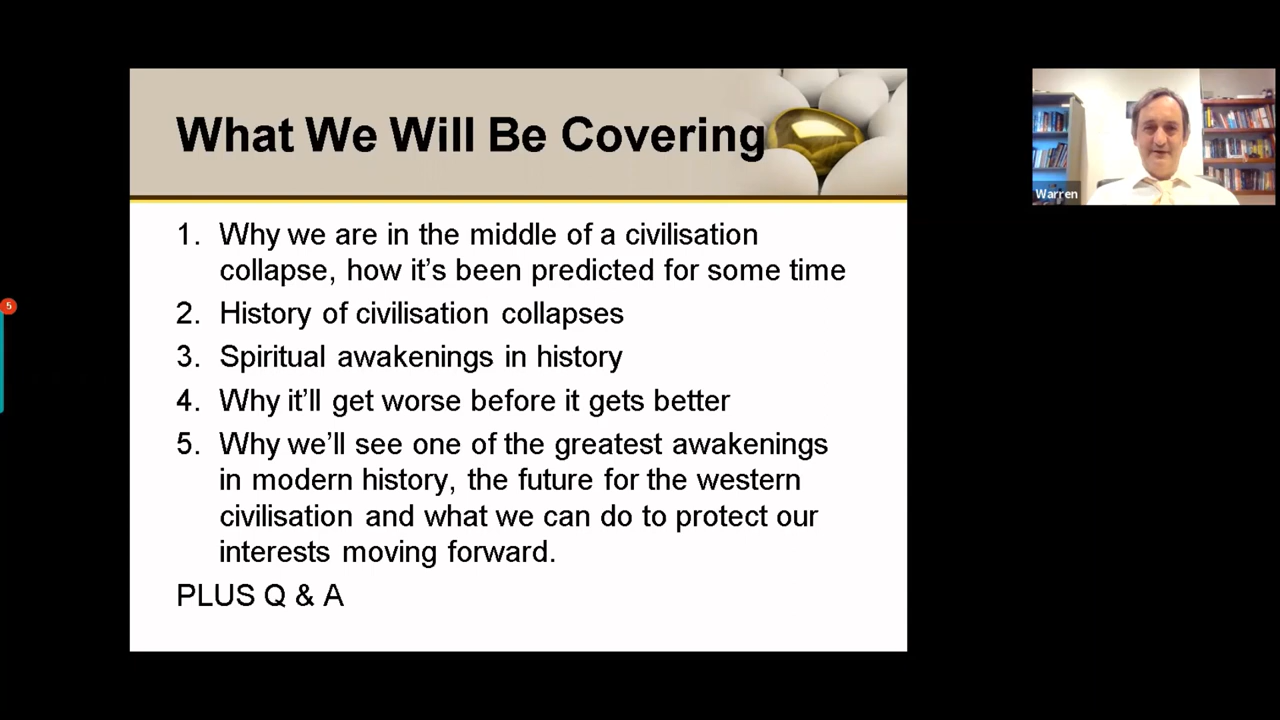 What We Will Be Covering
1. Why we are in the middle of a civilisation
collapse, how it's been predicted for some time
2. History of civilisation collapses
3. Spiritual awakenings in history
4. Why it'll get worse before it gets better
5. Why we'll see one of the greatest awakenings
in modern history, the future for the western
civilisation and what we can do to protect our
interests moving forward.
PLUS Q & A
Warren
5